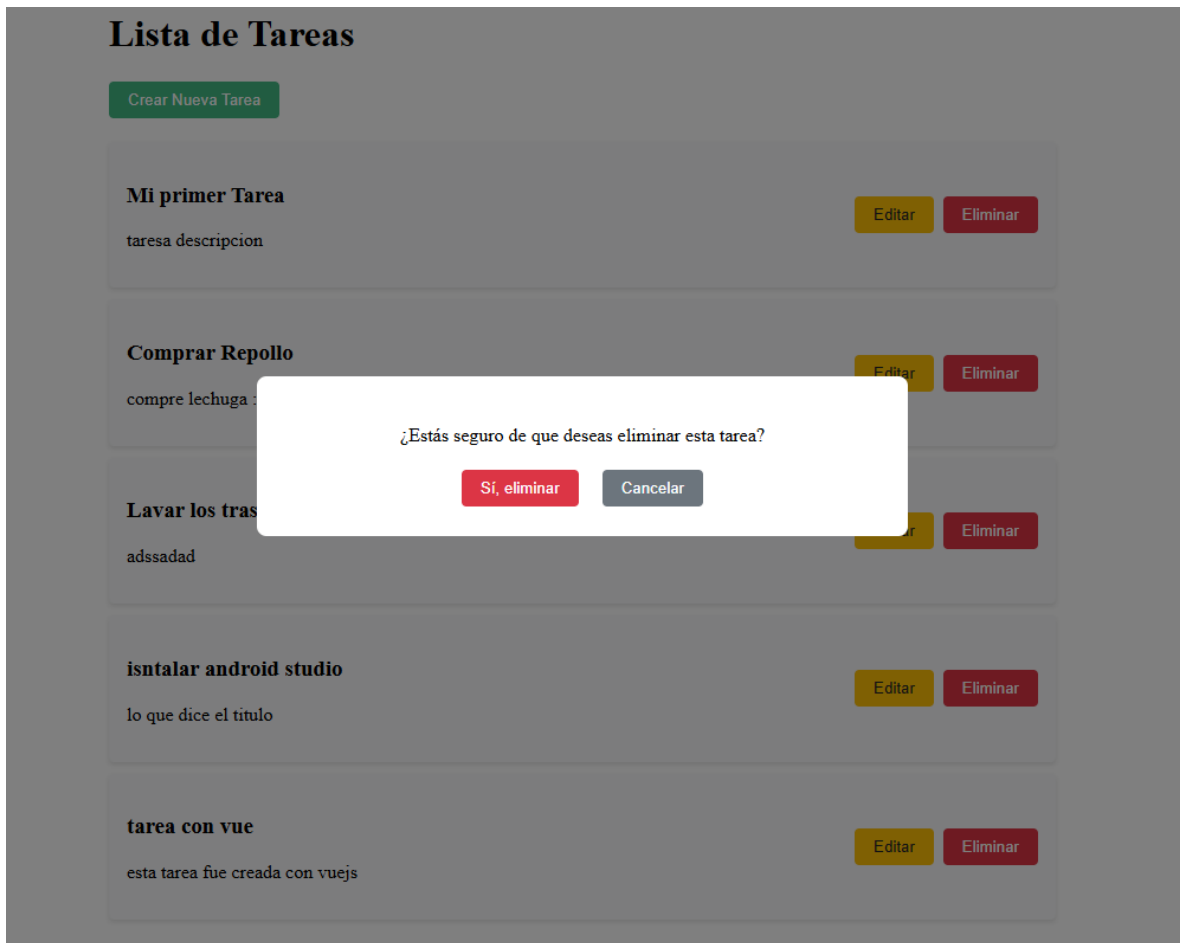 Lista de Tareas
Crear Nueva Tarea
Mi primer Tarea
taresa descripcion
Editar Eliminar
Comprar Repollo
compre lechuga :
Editar Eliminar
¿Estás seguro de que deseas eliminar esta tarea?
Sí, eliminar Cancelar
Lavar los tras
adssadad
Eliminar
isntalar android studio
lo que dice el titulo
Editar Eliminar
tarea con vue
esta tarea fue creada con vuejs
Editar Eliminar